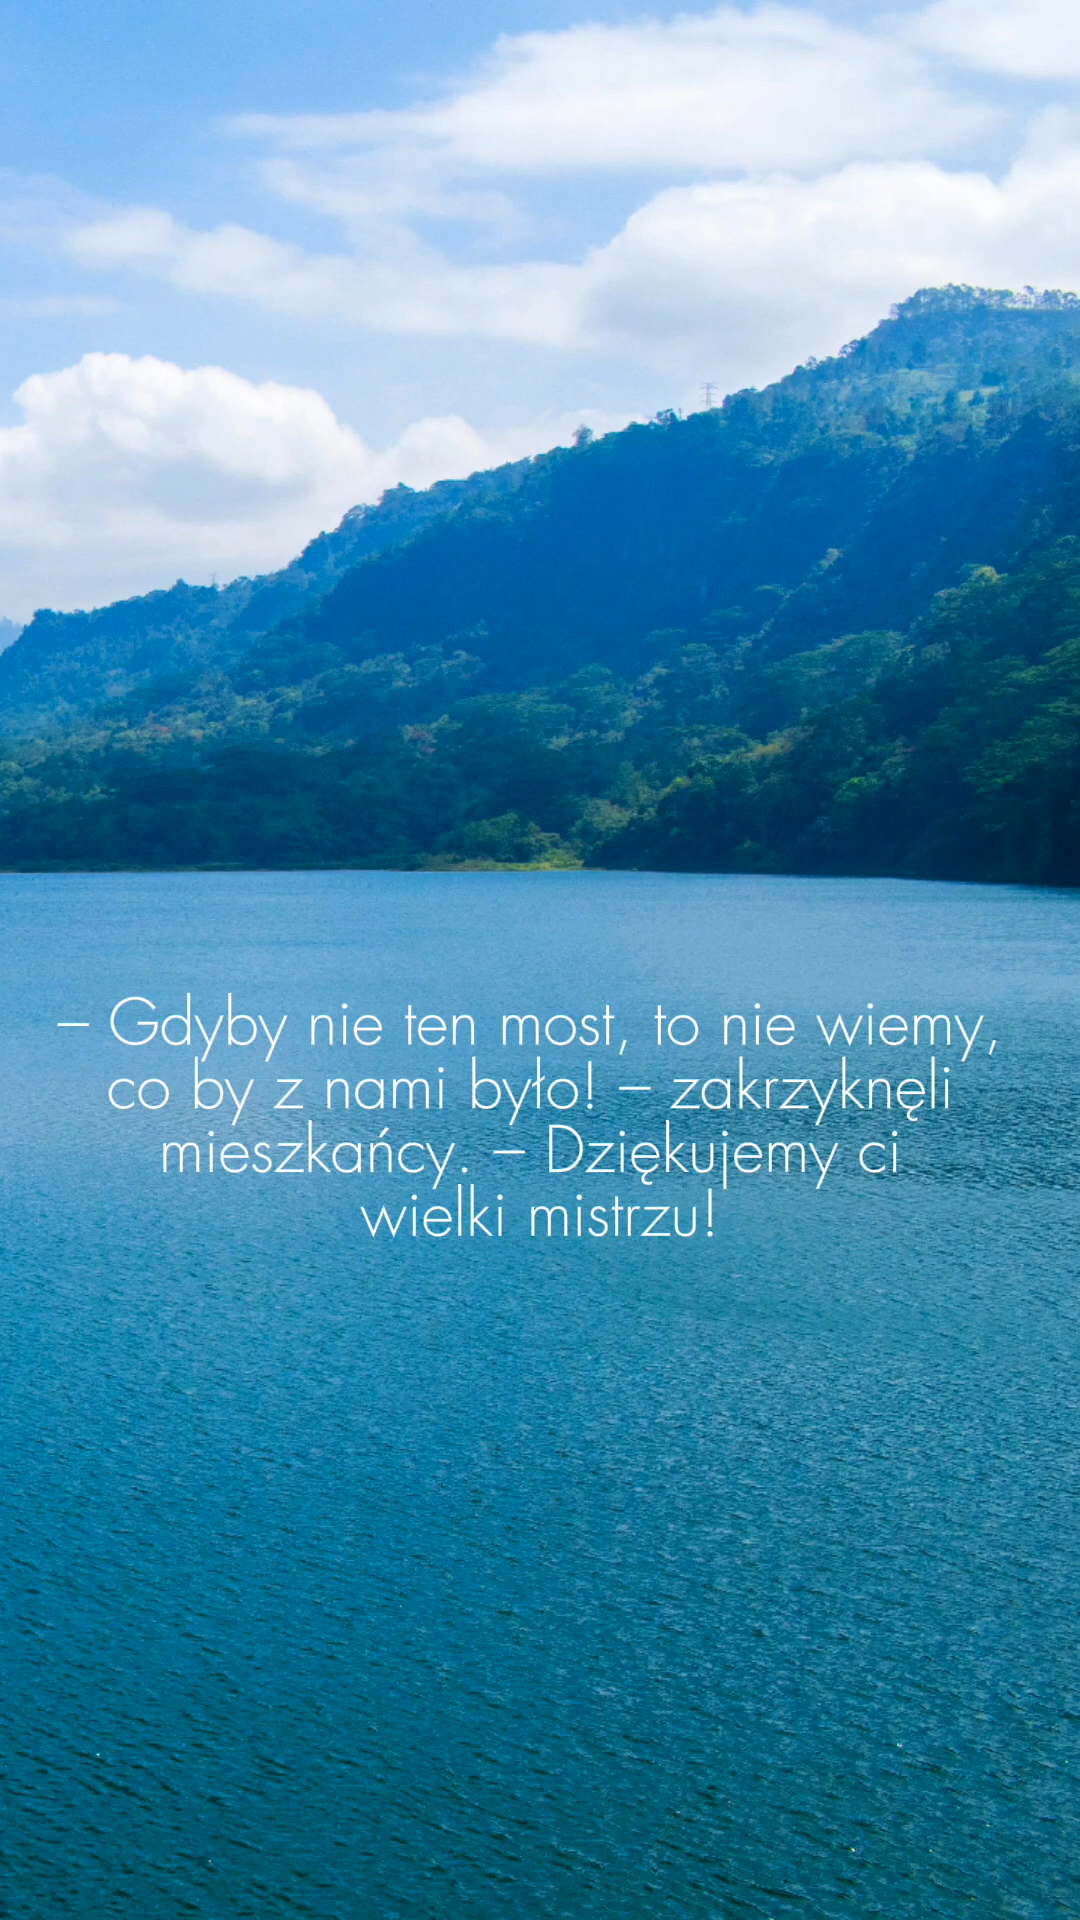 – Gdyby nie ten most, to nie wiemy,
co by z nami było! – zakrzyknęli
mieszkańcy. – Dziękujemy ci
wielki mistrzu!